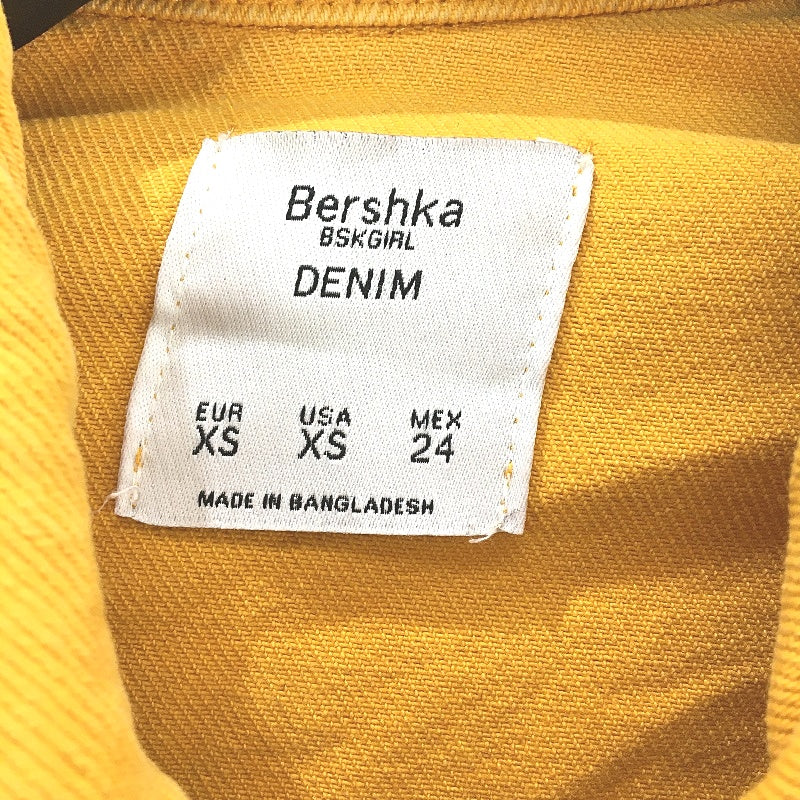 Bershka
BSKGIRL
DENIM
EUR USA MEX
XS XS 24
MADE IN BANGLADESH